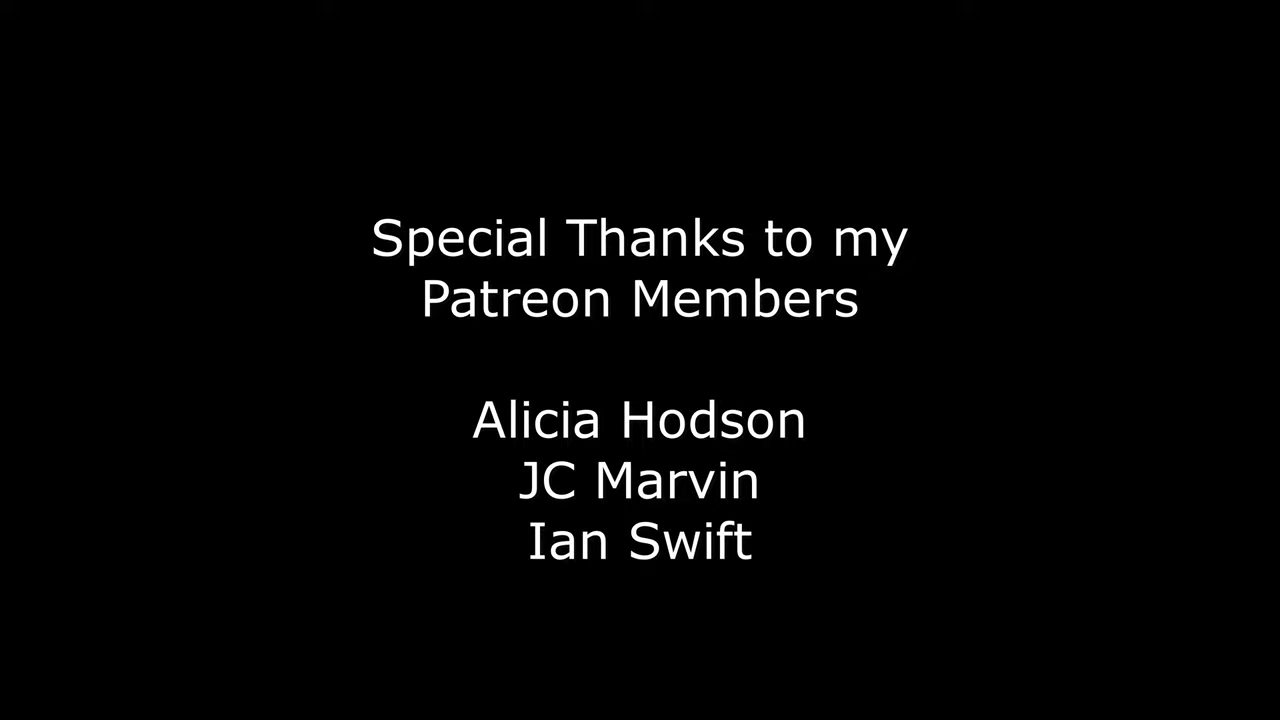 Special Thanks to my
Patreon Members
Alicia Hodson
JC Marvin
Ian Swift